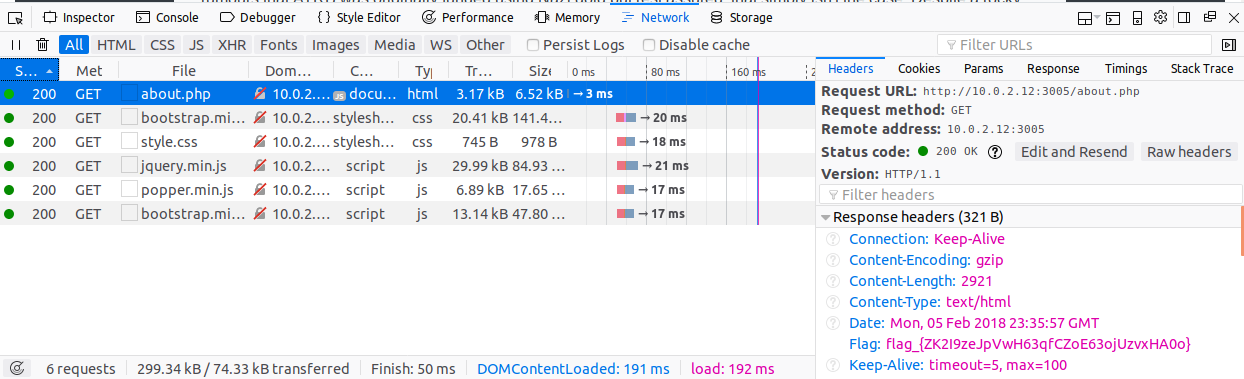 Inspector Console Debugger {} Style Editor Performance Memory Network Storage
All HTML CSS JS XHR Fonts Images Media WS Other Persist Logs Disable cache Filter URLs
S... Met File Dom... C... Ty Tr... Size 0 ms 80 ms 160 ms
200 GET about.php 10.0.2.... JS docu... html 3.17 kB 6.52 kB → 3 ms
200 GET bootstrap.mi... 10.0.2.... stylesh... css 20.41 kB 141.4... → 20 ms
200 GET style.css 10.0.2.... stylesh... css 745 B 978 B → 18 ms
200 GET jquery.min.js 10.0.2.... script js 29.99 kB 84.93 ... → 21 ms
200 GET popper.min.js 10.0.2.... script js 6.89 kB 17.65 ... → 17 ms
200 GET bootstrap.mi... 10.0.2.... script js 13.14 kB 47.80 ... → 17 ms
6 requests 299.34 kB / 74.33 kB transferred Finish: 50 ms DOMContentLoaded: 191 ms load: 192 ms
Headers Cookies Params Response Timings Stack Trace
Request URL: http://10.0.2.12:3005/about.php
Request method: GET
Remote address: 10.0.2.12:3005
Status code: 200 OK ? Edit and Resend Raw headers
Version: HTTP/1.1
Filter headers
Response headers (321 B)
? Connection: Keep-Alive
? Content-Encoding: gzip
? Content-Length: 2921
? Content-Type: text/html
? Date: Mon, 05 Feb 2018 23:35:57 GMT
Flag: flag_{ZK2I9zeJpVwH63qfCZoE63ojUzvxHA0o}
? Keep-Alive: timeout=5, max=100